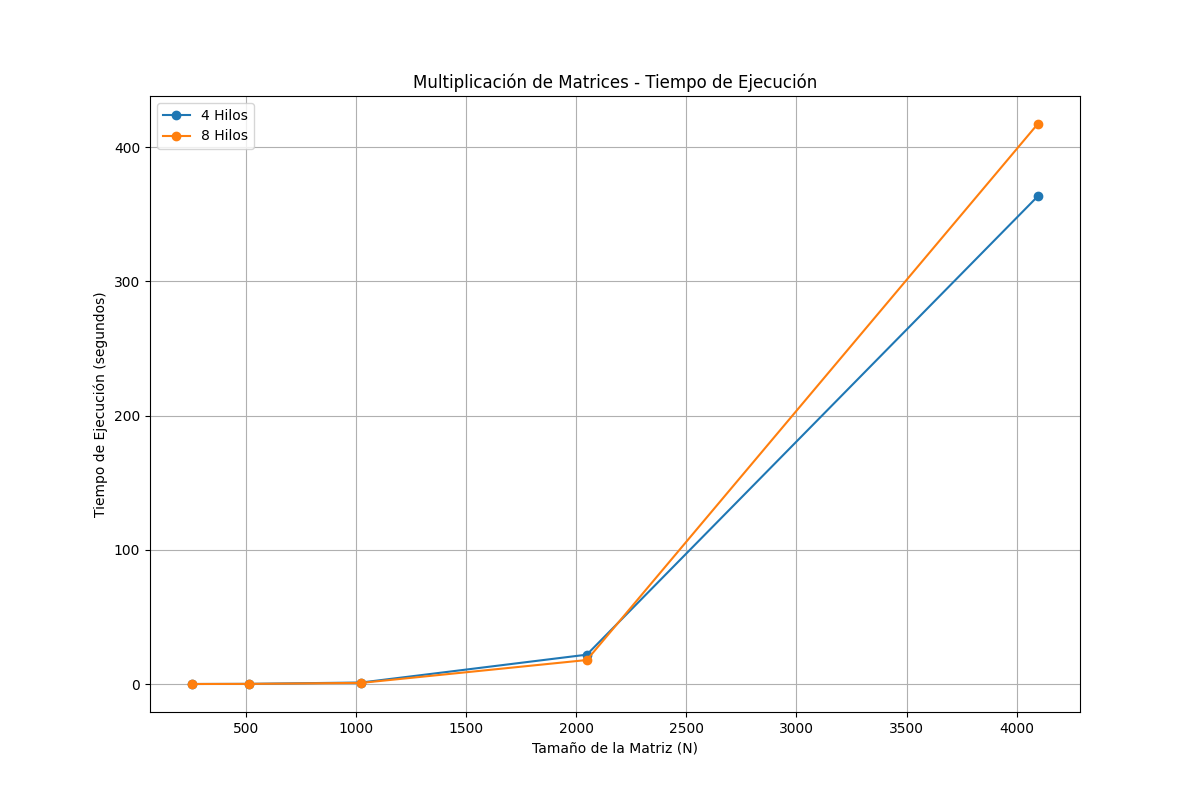 Multiplicación de Matrices - Tiempo de Ejecución
4 Hilos
8 Hilos
Tiempo de Ejecución (segundos)
400
300
200
100
0
500 1000 1500 2000 2500 3000 3500 4000
Tamaño de la Matriz (N)